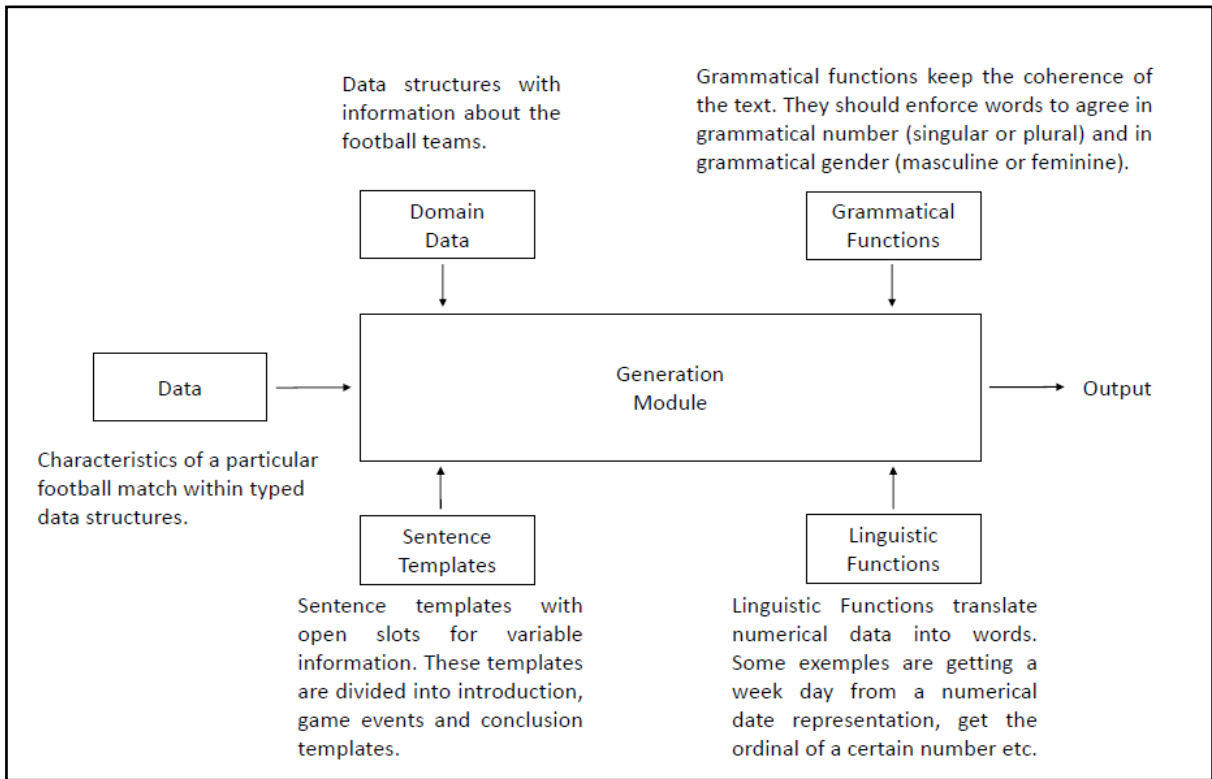 Data structures with
information about the
football teams.
Grammatical functions keep the coherence of
the text. They should enforce words to agree in
grammatical number (singular or plural) and in
grammatical gender (masculine or feminine).
Domain
Data
Grammatical
Functions
Data
Generation
Module
Output
Characteristics of a particular
football match within typed
data structures.
Sentence
Templates
Linguistic
Functions
Sentence templates with
open slots for variable
information. These templates
are divided into introduction,
game events and conclusion
templates.
Linguistic Functions translate
numerical data into words.
Some exemples are getting a
week day from a numerical
date representation, get the
ordinal of a certain number etc.